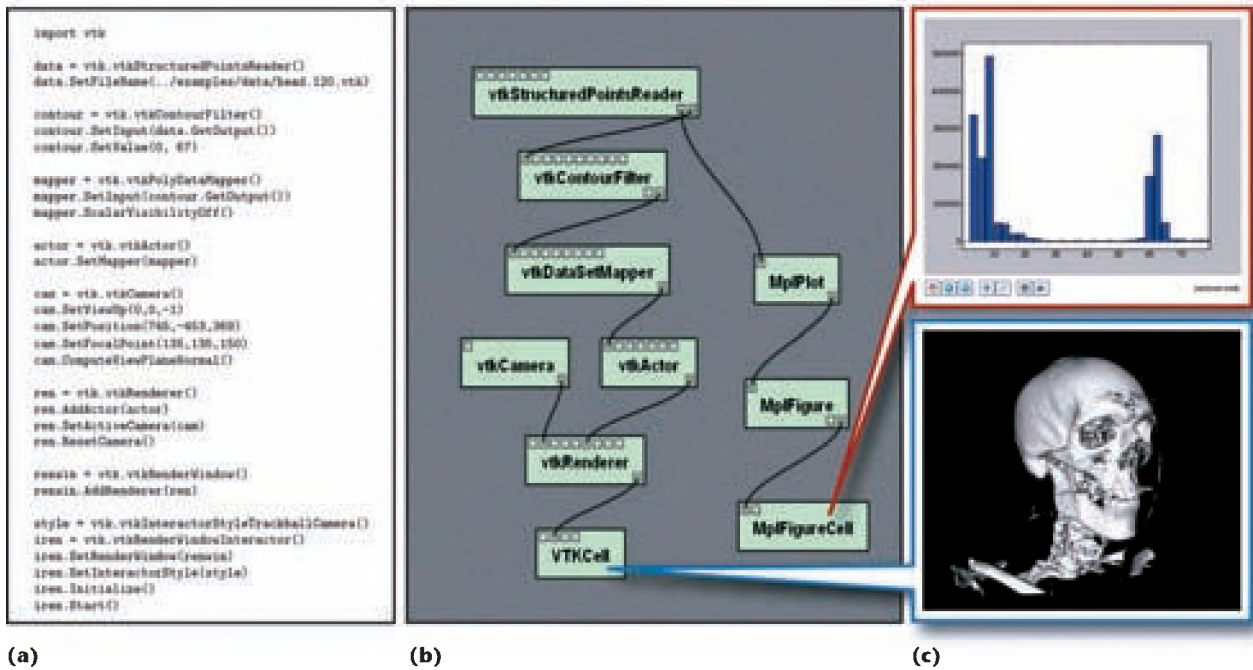 import vtk
data = vtk.vtkStructuredPointsReader()
data.SetFileName(../examples/data/head.120.vtk)
contour = vtk.vtkContourFilter()
contour.SetInput(data.GetOutput())
contour.SetValue(0, 67)
mapper = vtk.vtkPolyDataMapper()
mapper.SetInput(contour.GetOutput())
mapper.ScalarVisibilityOff()
actor = vtk.vtkActor()
actor.SetMapper(mapper)
cam = vtk.vtkCamera()
cam.SetViewUp(0,0,-1)
cam.SetPosition(745,-453,369)
cam.SetFocalPoint(135,135,150)
cam.ComputeViewPlaneNormal()
ren = vtk.vtkRenderer()
ren.AddActor(actor)
ren.SetActiveCamera(cam)
ren.ResetCamera()
renwin = vtk.vtkRenderWindow()
renwin.AddRenderer(ren)
style = vtk.vtkInteractorStyleTrackballCamera()
iren = vtk.vtkRenderWindowInteractor()
iren.SetRenderWindow(renwin)
iren.SetInteractorStyle(style)
iren.Initialize()
iren.Start()
(a)
vtkStructuredPointsReader
vtkContourFilter
vtkDataSetMapper
MplPlot
vtkCamera
vtkActor
MplFigure
vtkRenderer
MplFigureCell
VTKCell
(b)
(c)